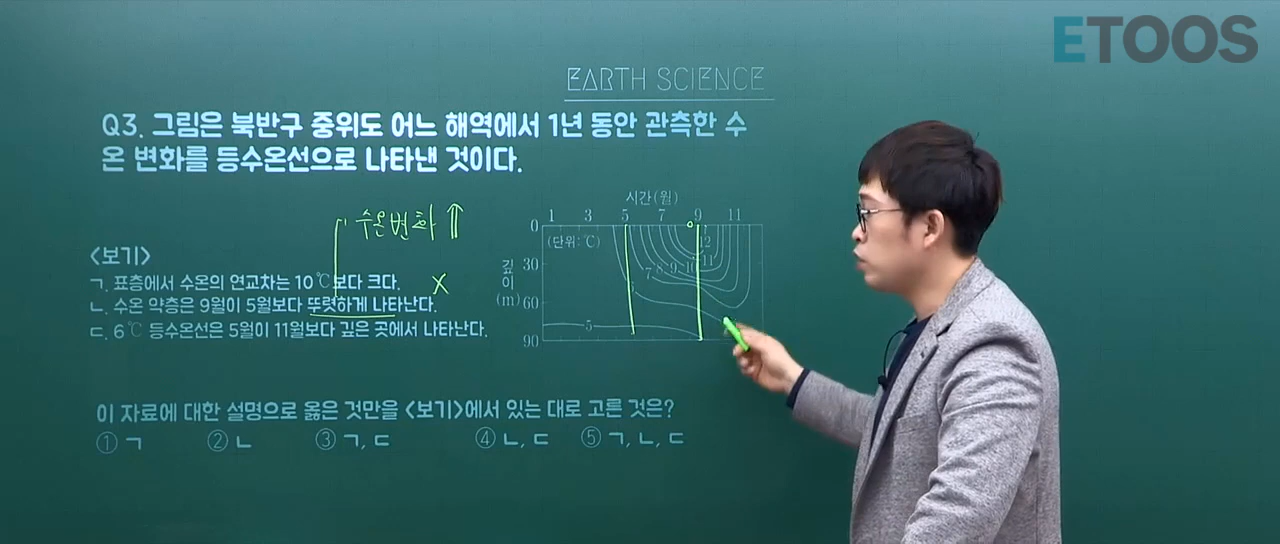 ETOOS
EARTH SCIENCE
Q3. 그림은 북반구 중위도 어느 해역에서 1년 동안 관측한 수
온 변화를 등수온선으로 나타낸 것이다.
수온변화 ⇑
시간(월)
1 3 5 7 9 11
(단위: ℃)
깊이(m)
0
30
60
90
12
11
7 8 9 10
5
<보기>
ㄱ. 표층에서 수온의 연교차는 10℃보다 크다. X
ㄴ. 수온 약층은 9월이 5월보다 뚜렷하게 나타난다.
ㄷ. 6℃ 등수온선은 5월이 11월보다 깊은 곳에서 나타난다.
이 자료에 대한 설명으로 옳은 것만을 <보기>에서 있는 대로 고른 것은?
① ㄱ ② ㄴ ③ ㄱ, ㄷ ④ ㄴ, ㄷ ⑤ ㄱ, ㄴ, ㄷ